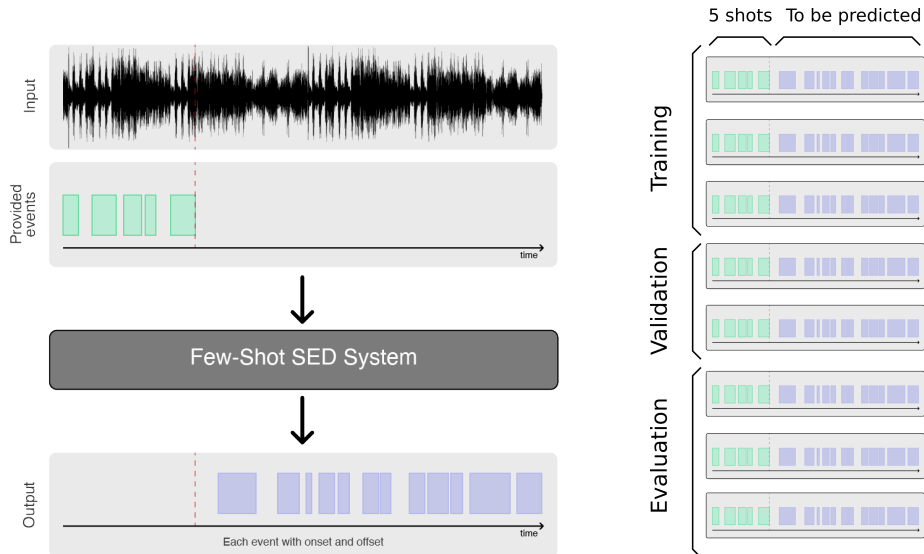 Input
Provided
events
time
Few-Shot SED System
Output
Each event with onset and offset
5 shots To be predicted
Training
Validation
Evaluation